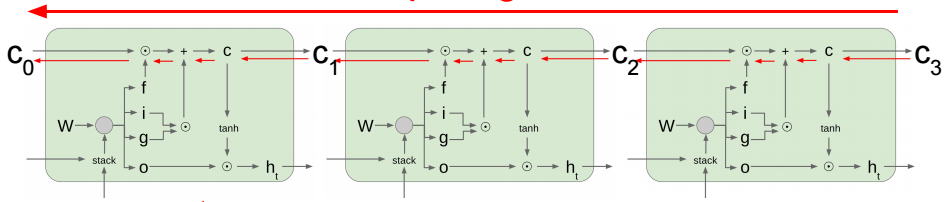 C0 ⊙ + c C1 ⊙ + c C2 ⊙ + c C3
f f f
i i i
W ⊙ tanh W ⊙ tanh W ⊙ tanh
g g g
stack o ⊙ ht stack o ⊙ ht stack o ⊙ ht